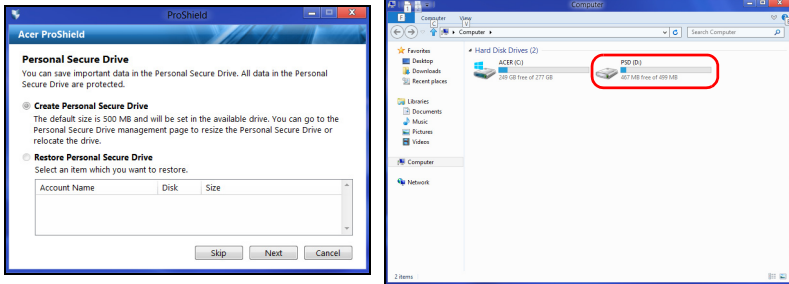 ProShield
Acer ProShield
Personal Secure Drive
You can save important data in the Personal Secure Drive. All data in the Personal
Secure Drive are protected.
Create Personal Secure Drive
The default size is 500 MB and will be set in the available drive. You can go to the
Personal Secure Drive management page to resize the Personal Secure Drive or
relocate the drive.
Restore Personal Secure Drive
Select an item which you want to restore.
Account Name Disk Size
Skip Next Cancel
Computer
F Computer View
C V
Computer
Search Computer
Favorites
Desktop
Downloads
Recent places
Libraries
Documents
Music
Pictures
Videos
Computer
Network
Hard Disk Drives (2)
ACER (C:)
249 GB free of 277 GB
PSD (D:)
467 MB free of 499 MB
2 items